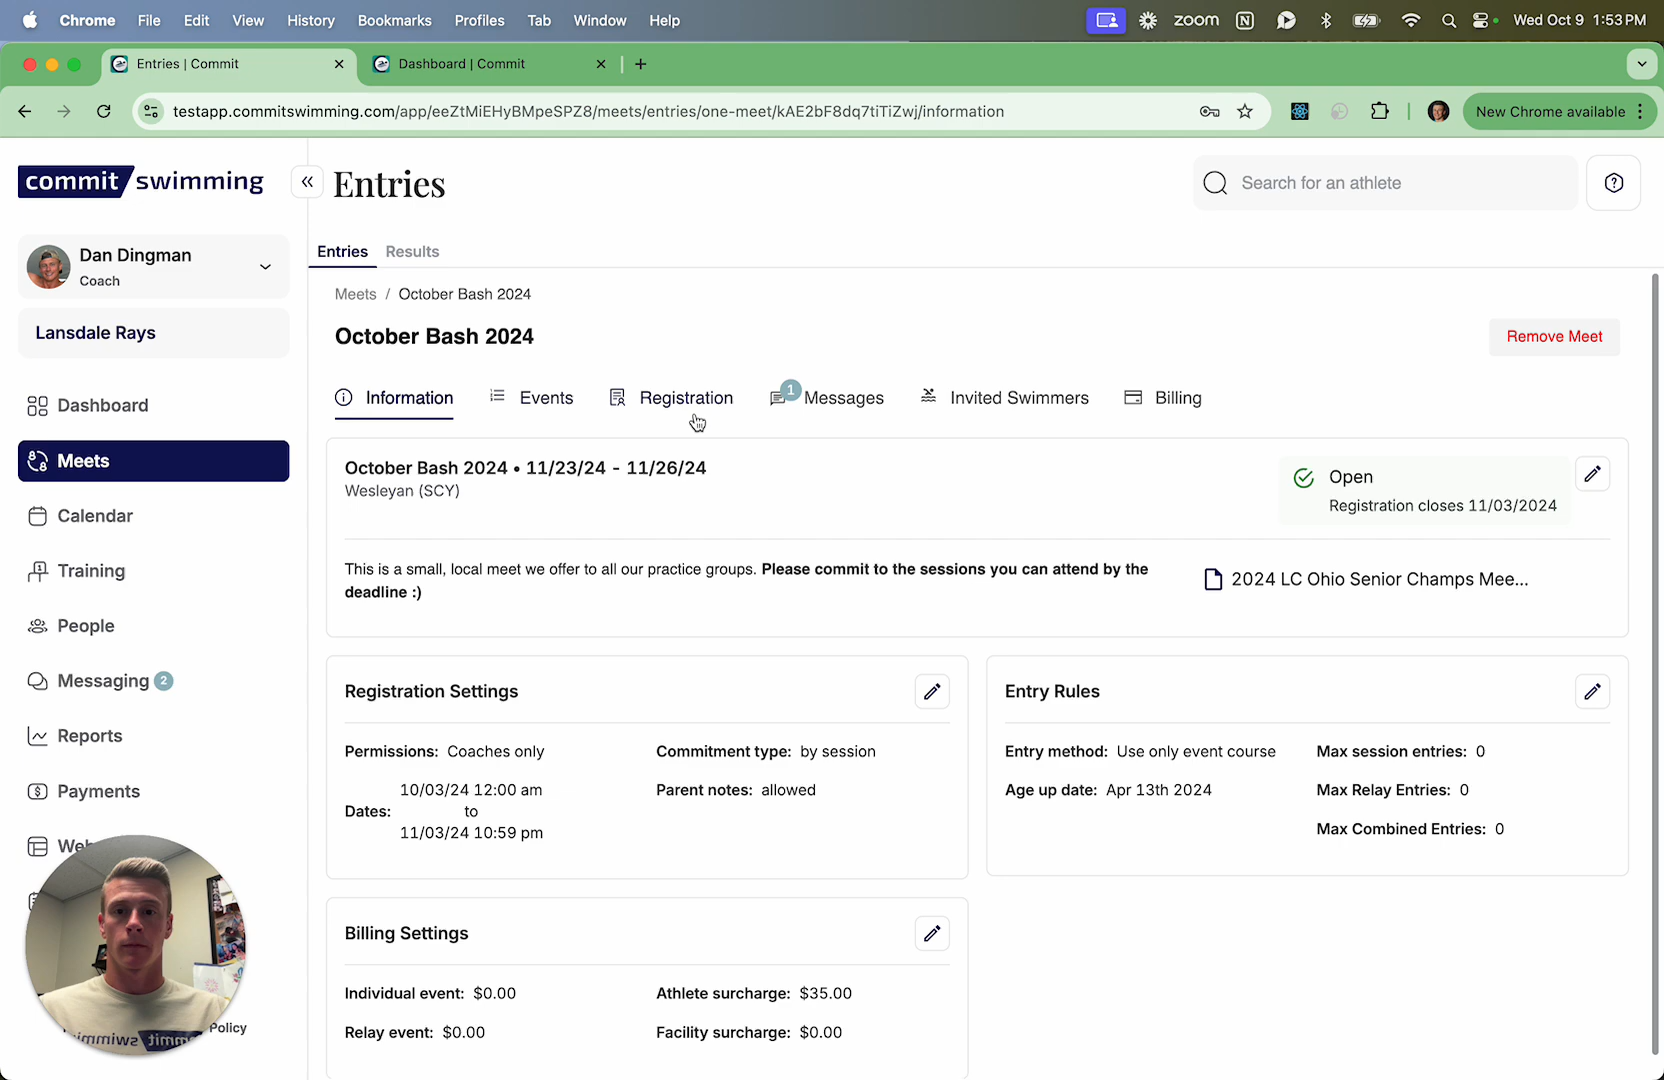 Chrome File Edit View History Bookmarks Profiles Tab Window Help
zoom Wed Oct 9 1:53 PM
Entries | Commit
Dashboard | Commit
testapp.commitswimming.com/app/eeZtMiEHyBMpeSPZ8/meets/entries/one-meet/kAE2bF8dq7tiTiZwj/information
New Chrome available
commit swimming
Entries
Search for an athlete
Dan Dingman
Coach
Lansdale Rays
Dashboard
Meets
Calendar
Training
People
Messaging 2
Reports
Payments
Web
Policy
Entries Results
Meets / October Bash 2024
October Bash 2024
Remove Meet
Information Events Registration 1 Messages Invited Swimmers Billing
October Bash 2024 • 11/23/24 - 11/26/24
Wesleyan (SCY)
Open
Registration closes 11/03/2024
This is a small, local meet we offer to all our practice groups. Please commit to the sessions you can attend by the
deadline :)
2024 LC Ohio Senior Champs Mee...
Registration Settings
Permissions: Coaches only
Commitment type: by session
Dates: 10/03/24 12:00 am
to
11/03/24 10:59 pm
Parent notes: allowed
Entry Rules
Entry method: Use only event course
Max session entries: 0
Age up date: Apr 13th 2024
Max Relay Entries: 0
Max Combined Entries: 0
Billing Settings
Individual event: $0.00
Athlete surcharge: $35.00
Relay event: $0.00
Facility surcharge: $0.00